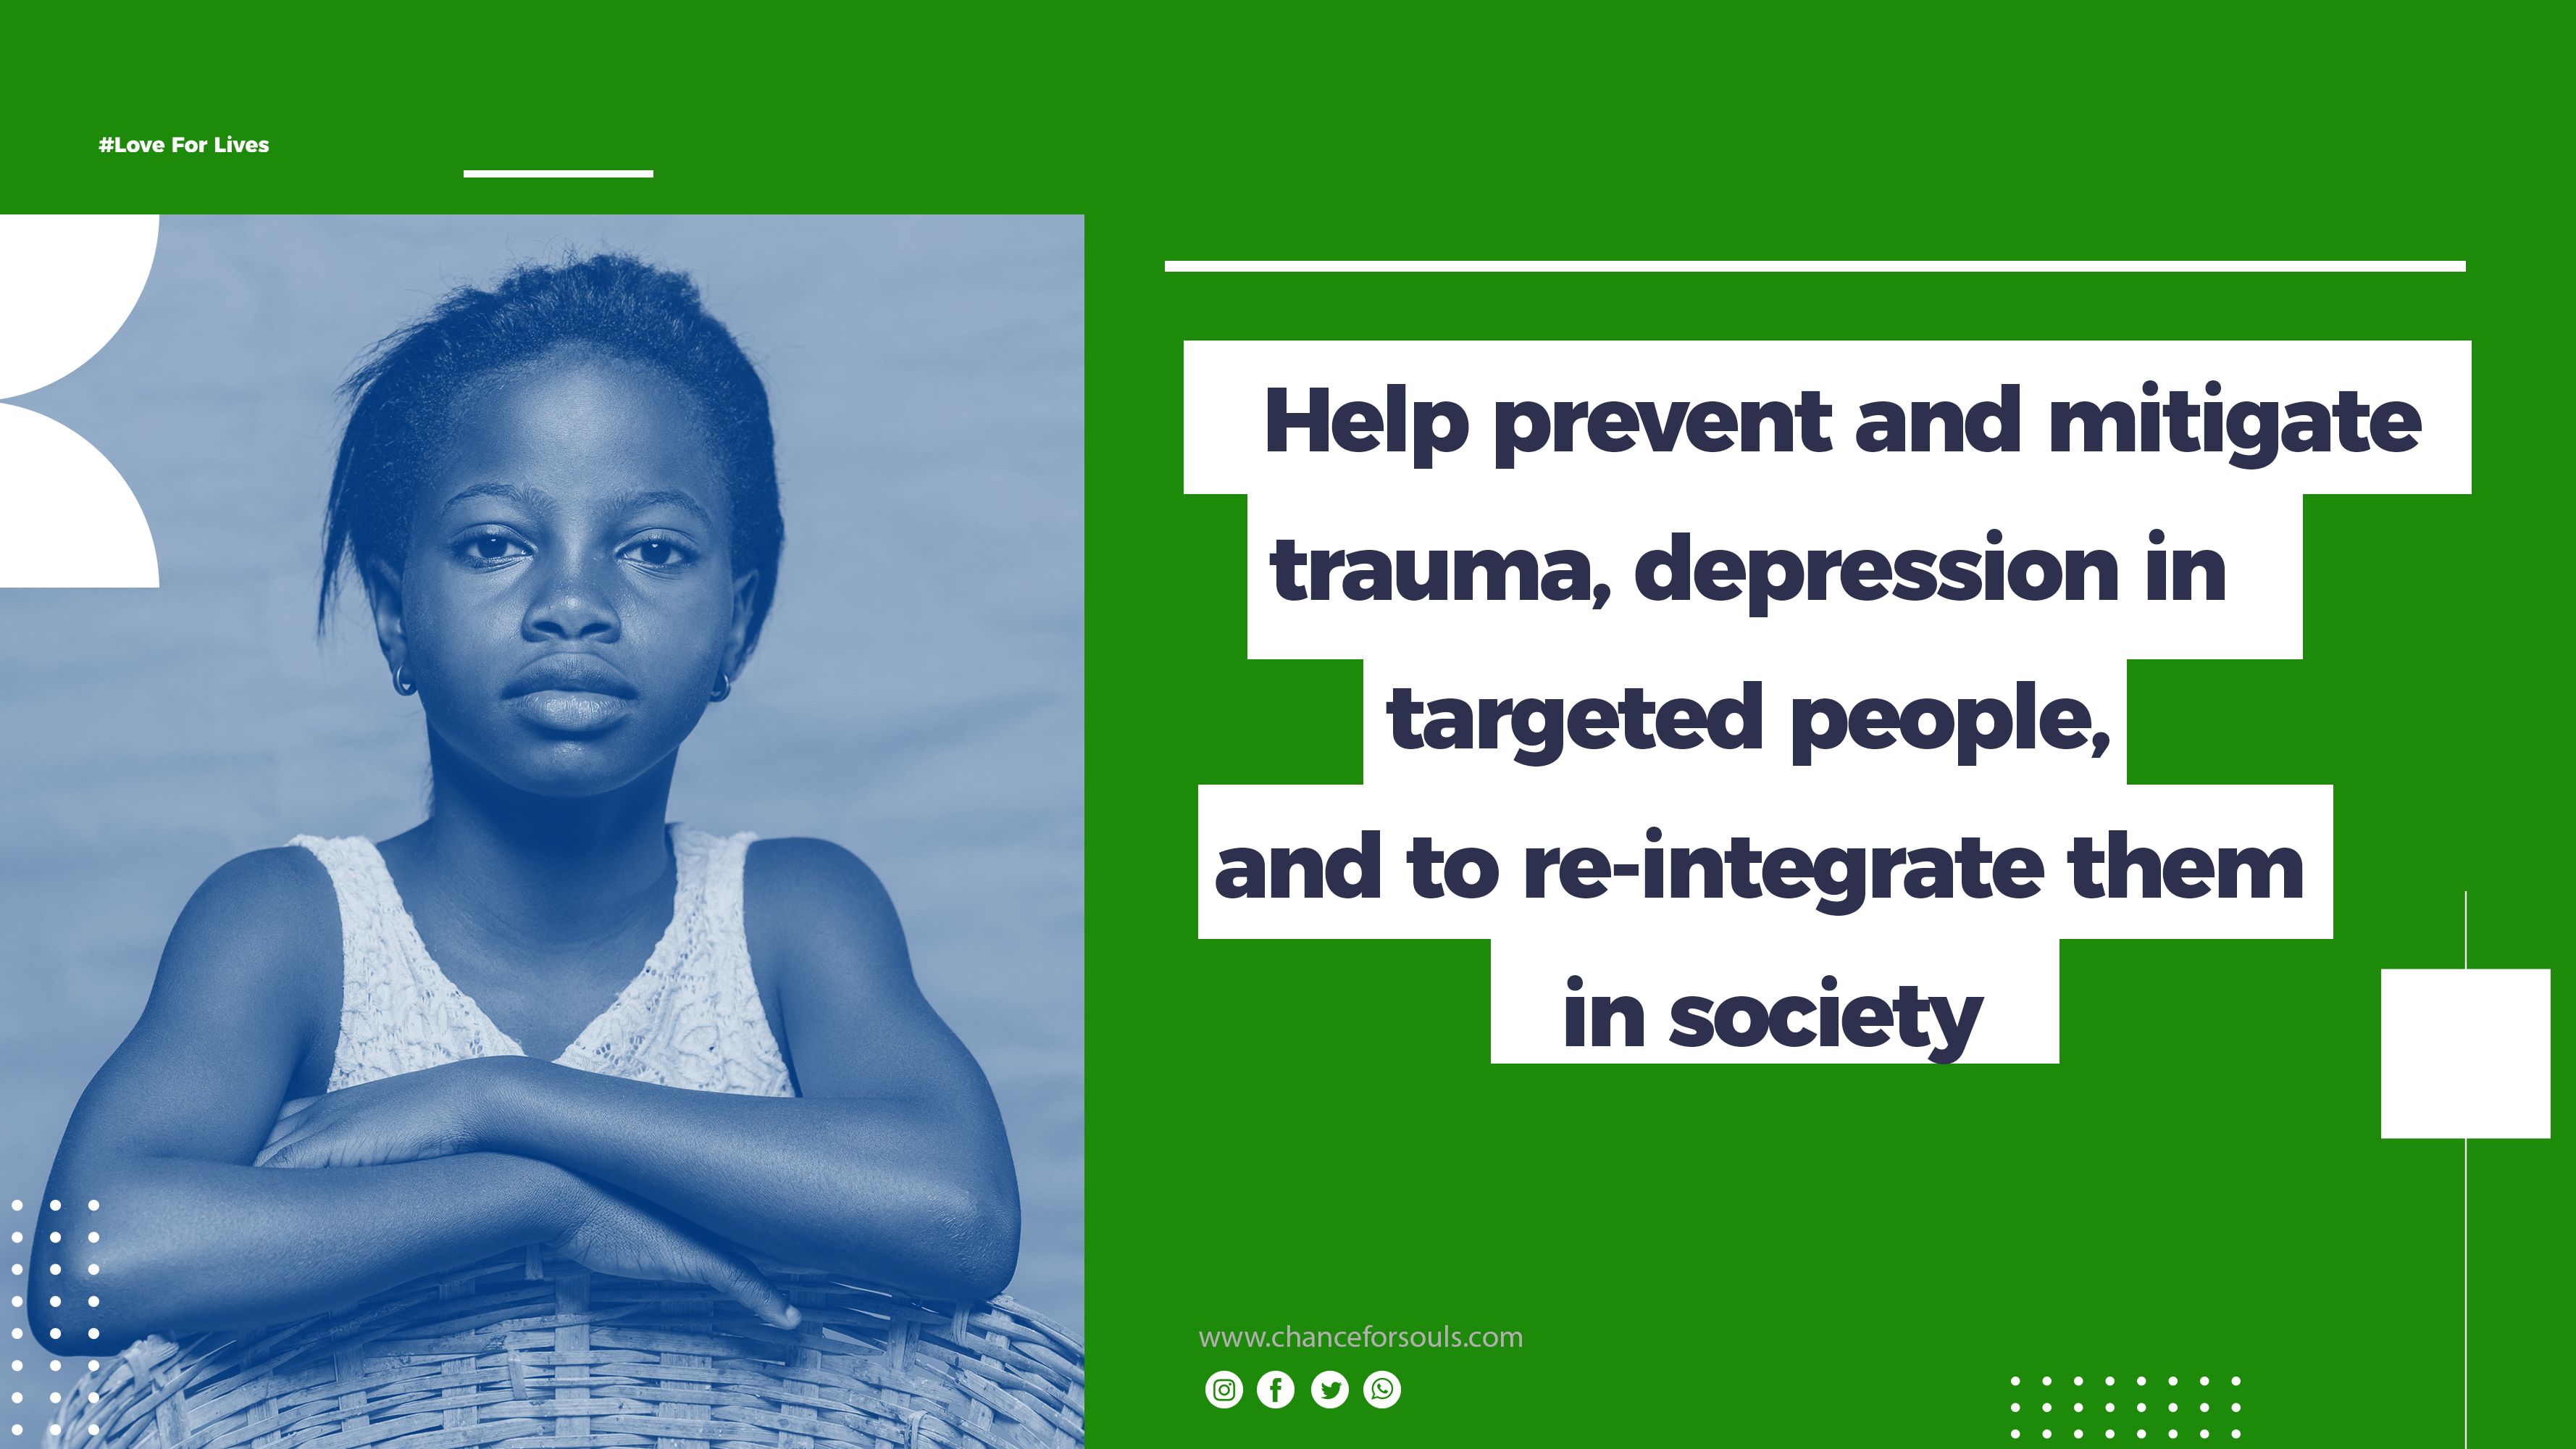 #Love For Lives
Help prevent and mitigate
trauma, depression in
targeted people,
and to re-integrate them
in society
www.chanceforsouls.com